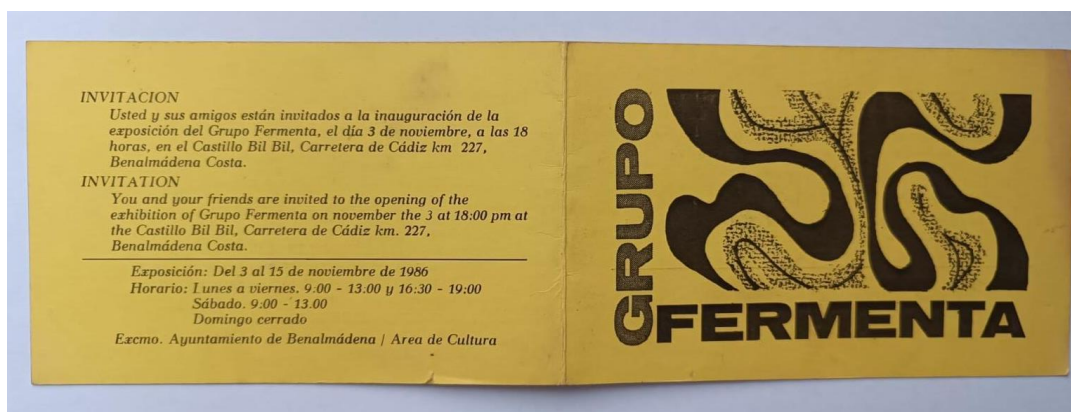 INVITACION
Usted y sus amigos están invitados a la inauguración de la
exposición del Grupo Fermenta, el día 3 de noviembre, a las 18
horas, en el Castillo Bil Bil, Carretera de Cádiz km 227,
Benalmádena Costa.
INVITATION
You and your friends are invited to the opening of the
exhibition of Grupo Fermenta on november the 3 at 18:00 pm at
the Castillo Bil Bil, Carretera de Cádiz km. 227,
Benalmádena Costa.
Exposición: Del 3 al 15 de noviembre de 1986
Horario: Lunes a viernes. 9:00 - 13.00 y 16:30 - 19:00
Sábado. 9:00 - 13.00
Domingo cerrado
Excmo. Ayuntamiento de Benalmádena / Area de Cultura
GRUPO
FERMENTA